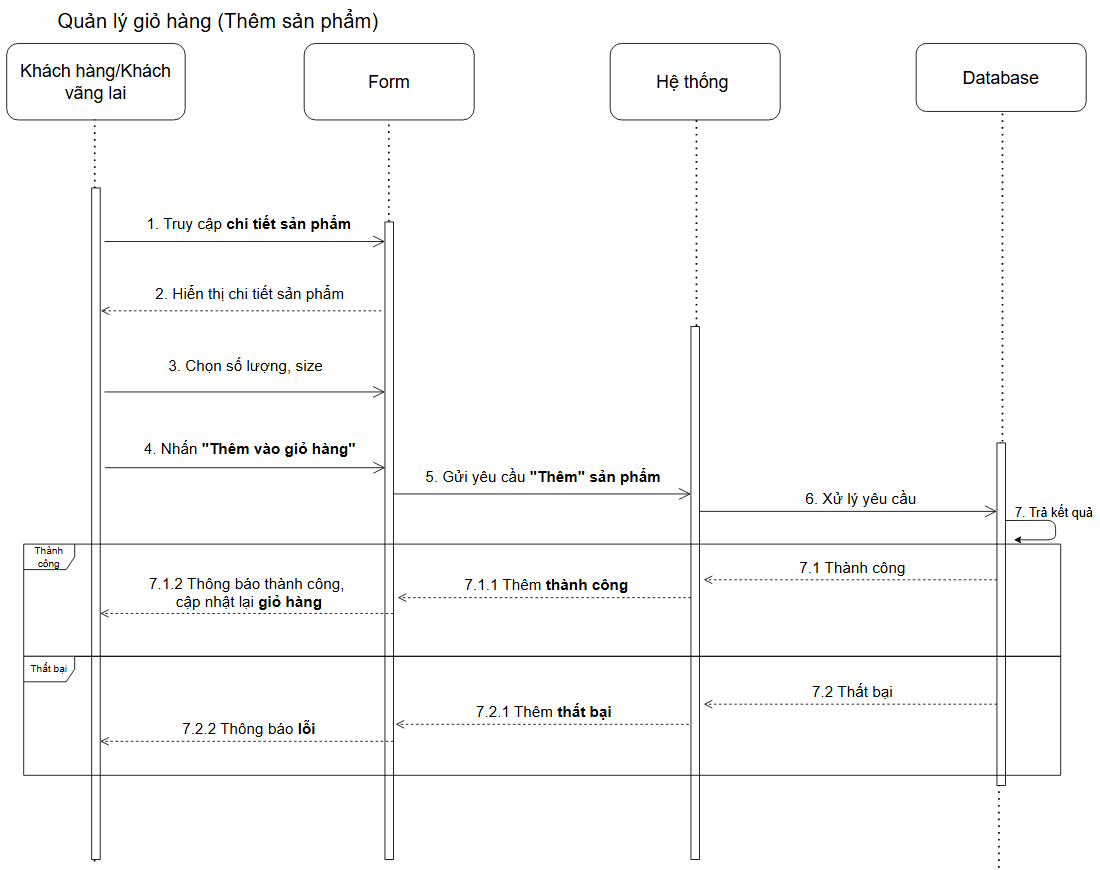 Quản lý giỏ hàng (Thêm sản phẩm)
Khách hàng/Khách
vãng lai
Form
Hệ thống
Database
1. Truy cập chi tiết sản phẩm
2. Hiển thị chi tiết sản phẩm
3. Chọn số lượng, size
4. Nhấn "Thêm vào giỏ hàng"
5. Gửi yêu cầu "Thêm" sản phẩm
6. Xử lý yêu cầu
7. Trả kết quả
Thành
công
7.1 Thành công
7.1.1 Thêm thành công
7.1.2 Thông báo thành công,
cập nhật lại giỏ hàng
Thất bại
7.2 Thất bại
7.2.1 Thêm thất bại
7.2.2 Thông báo lỗi